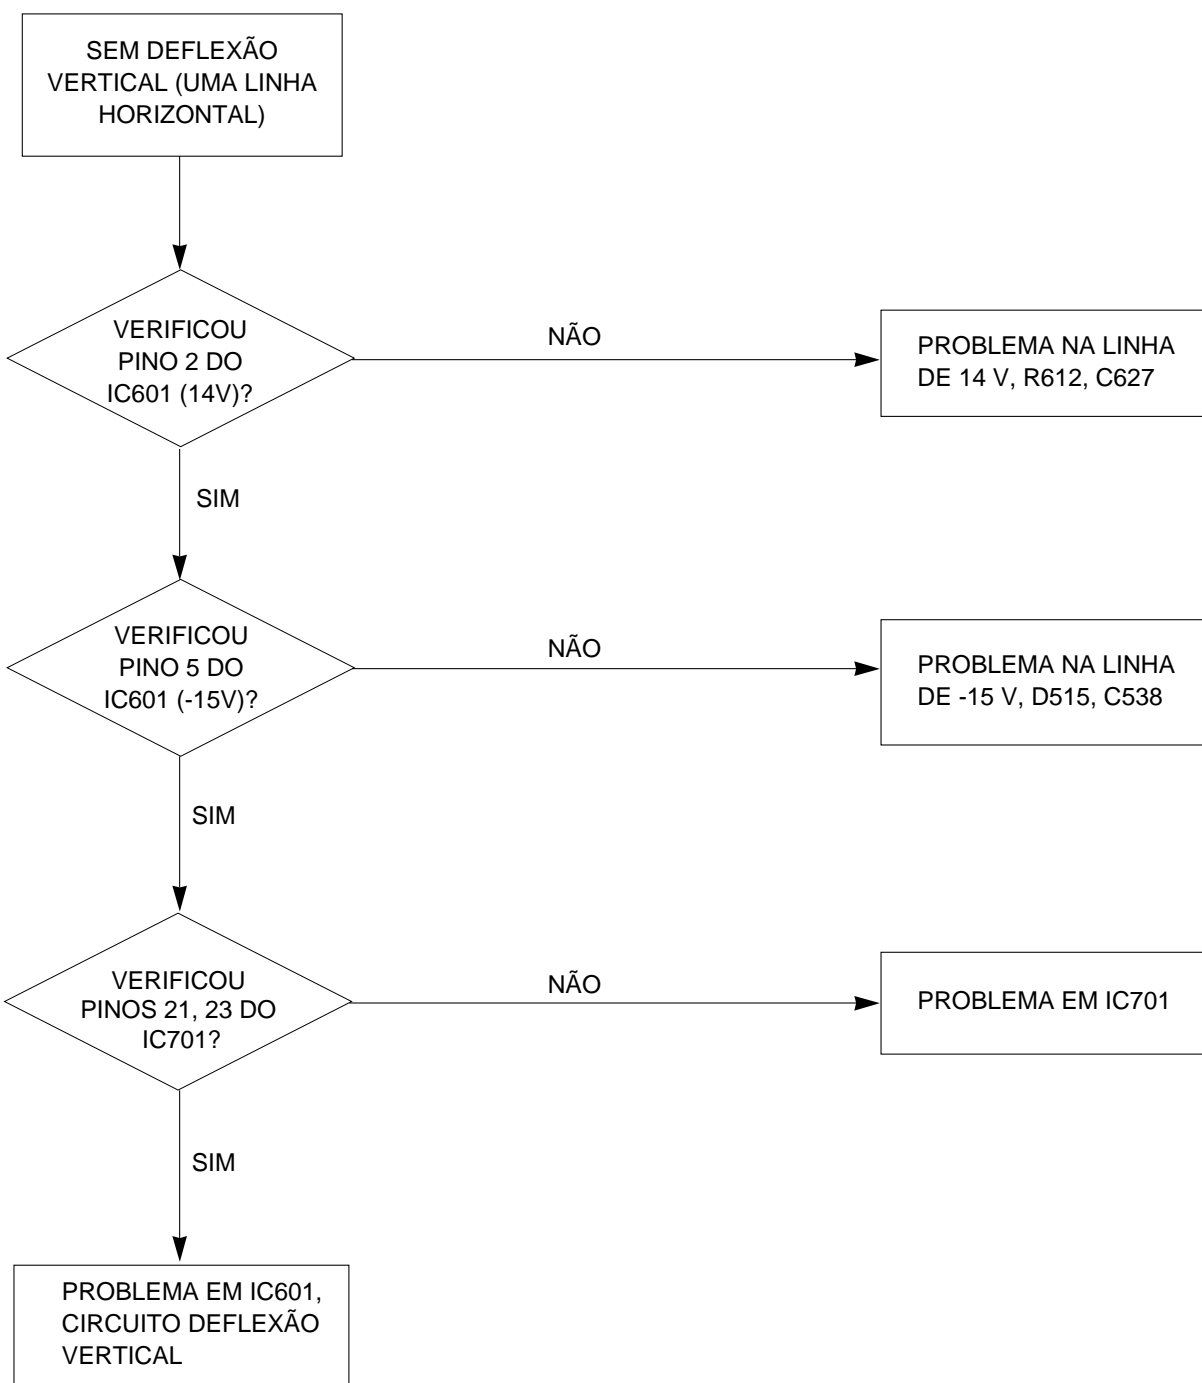 SEM DEFLEXÃO
VERTICAL (UMA LINHA
HORIZONTAL)
VERIFICOU
PINO 2 DO
IC601 (14V)?
NÃO
PROBLEMA NA LINHA
DE 14 V, R612, C627
SIM
VERIFICOU
PINO 5 DO
IC601 (-15V)?
NÃO
PROBLEMA NA LINHA
DE -15 V, D515, C538
SIM
VERIFICOU
PINOS 21, 23 DO
IC701?
NÃO
PROBLEMA EM IC701
SIM
PROBLEMA EM IC601,
CIRCUITO DEFLEXÃO
VERTICAL